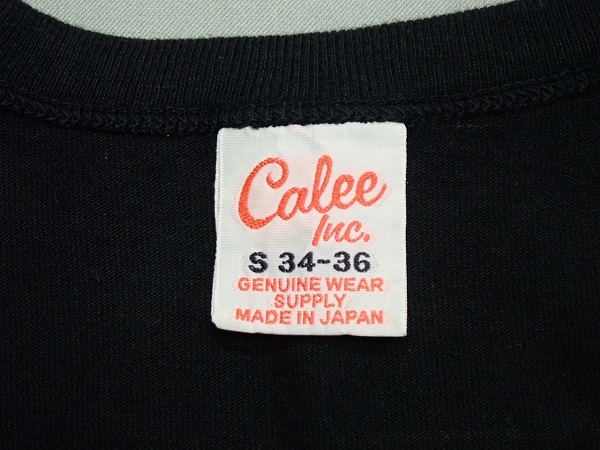 Calee
Inc.
S 34~36
GENUINE WEAR
SUPPLY
MADE IN JAPAN